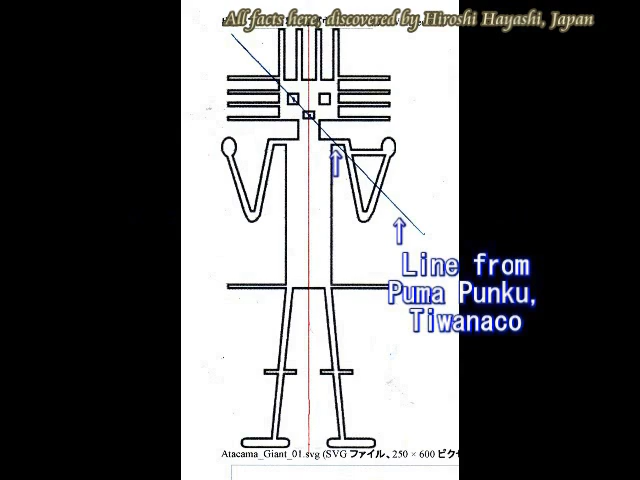 All facts here, discovered by Hiroshi Hayashi, Japan
Line from
Puma Punku,
Tiwanaco
Atacama_Giant_01.svg (SVG ファイル、250 × 600 ピクセ